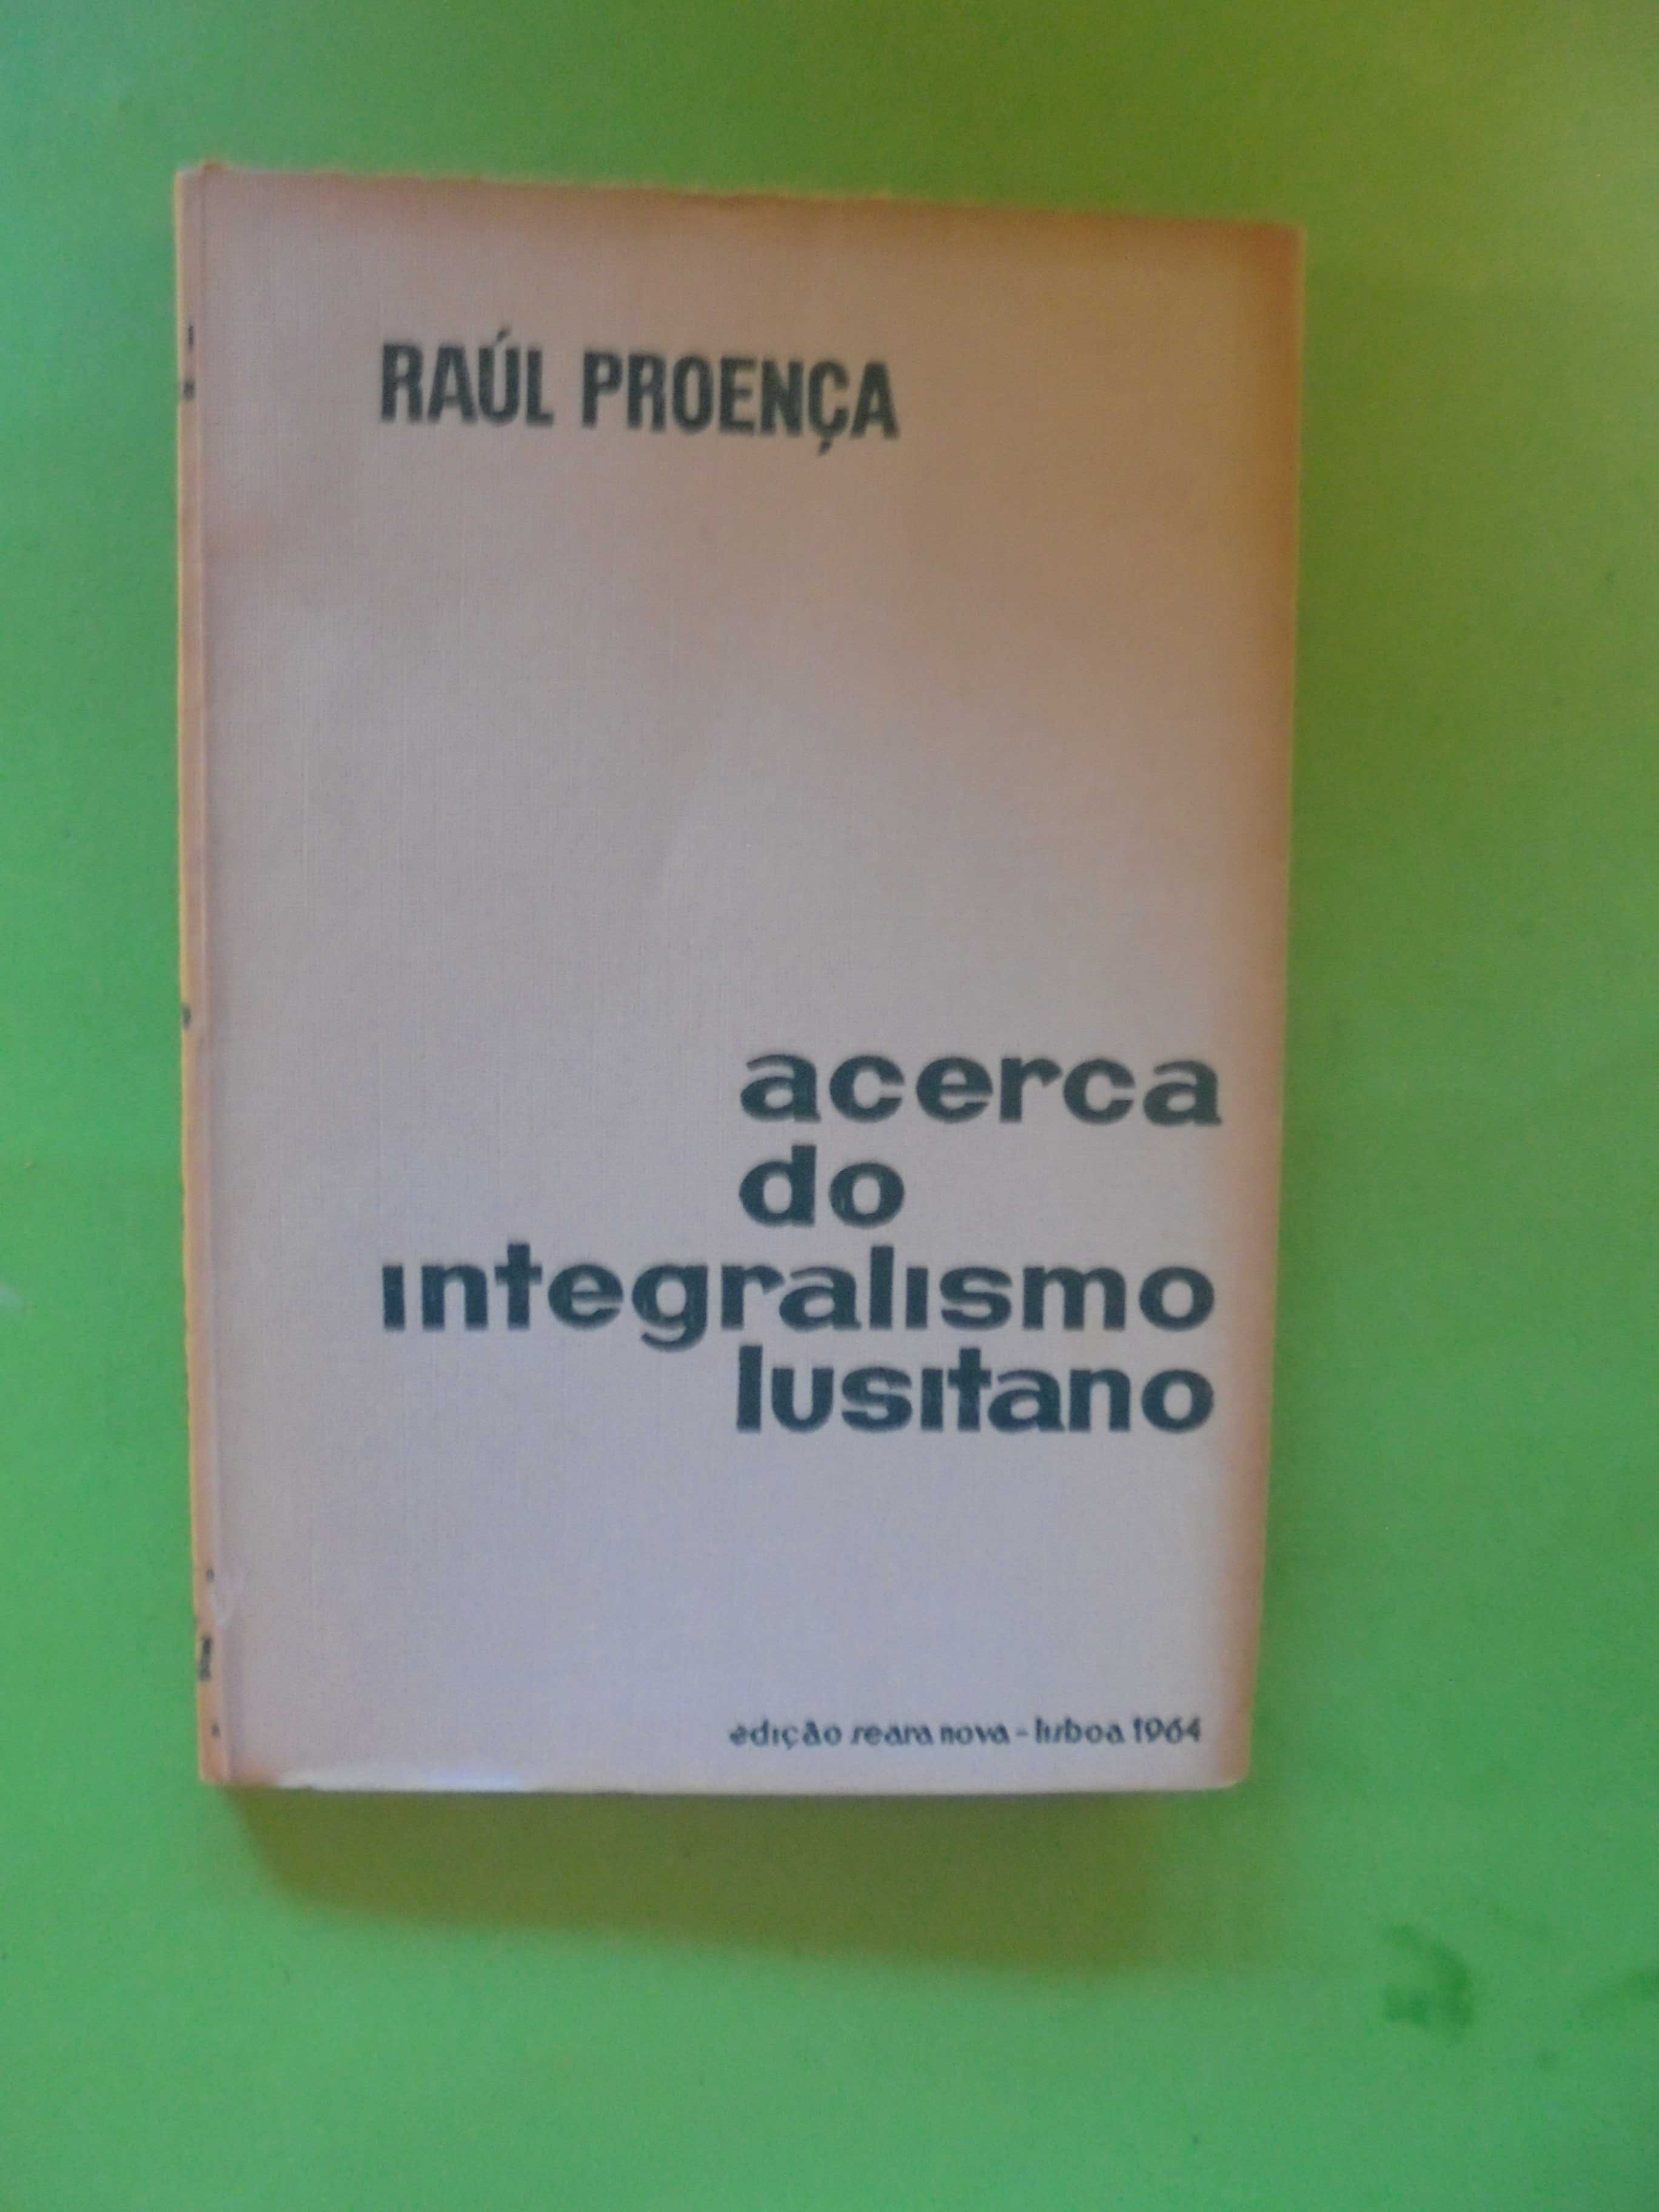 RAÚL PROENÇA
acerca
do
integralismo
lusitano
edição seara nova - lisboa 1964